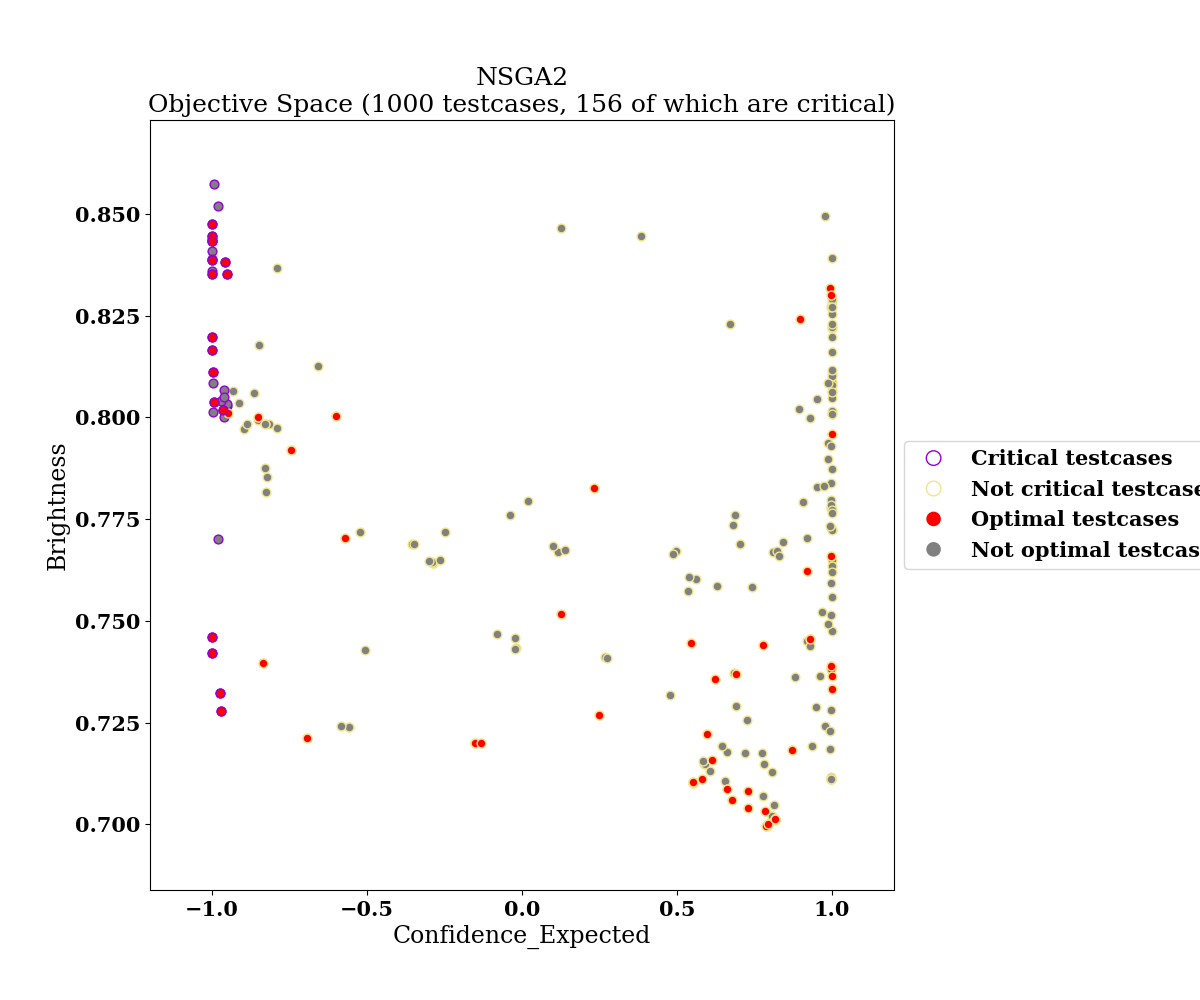 NSGA2
Objective Space (1000 testcases, 156 of which are critical)
0.850
0.825
0.800
0.775
0.750
0.725
0.700
Brightness
−1.0
−0.5
0.0
0.5
1.0
Confidence_Expected
Critical testcases
Not critical testcase
Optimal testcases
Not optimal testcas